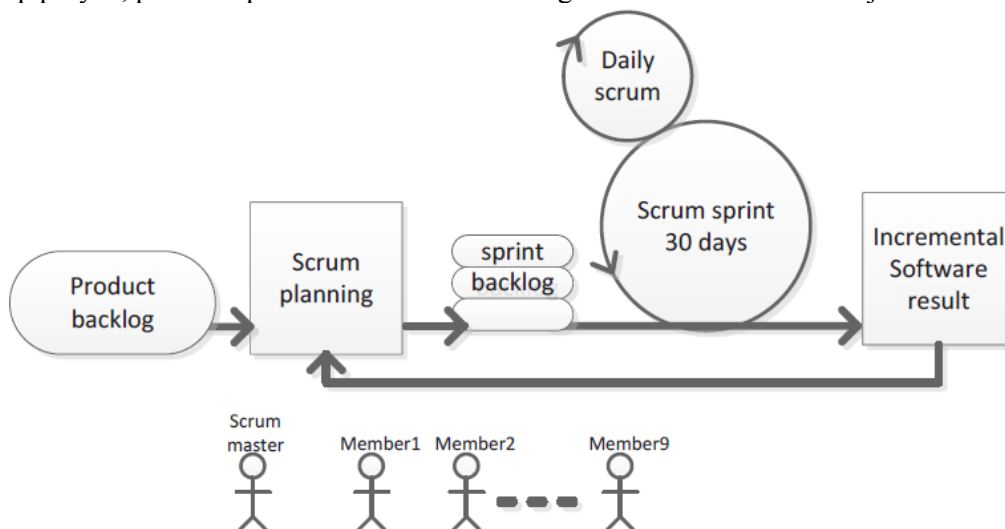 Daily
scrum
Scrum sprint
30 days
Product
backlog
Scrum
planning
sprint
backlog
Incremental
Software
result
Scrum
master
Member1
Member2
Member9